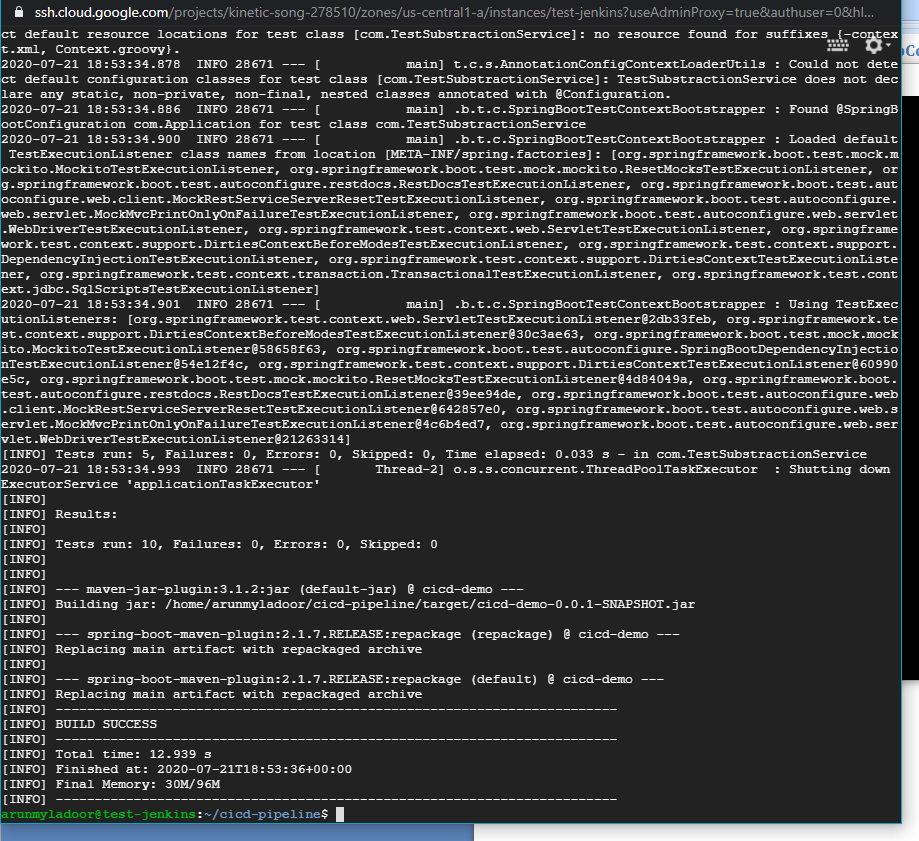 ssh.cloud.google.com/projects/kinetic-song-278510/zones/us-central1-a/instances/test-jenkins?useAdminProxy=true&authuser=0&hl...
ct default resource locations for test class [com.TestSubstractionService]: no resource found for suffixes {-contex
t.xml, Context.groovy}.
2020-07-21 18:53:34.878  INFO 28671 --- [           main] t.c.s.AnnotationConfigContextLoaderUtils : Could not dete
ct default configuration classes for test class [com.TestSubstractionService]: TestSubstractionService does not dec
lare any static, non-private, non-final, nested classes annotated with @Configuration.
2020-07-21 18:53:34.886  INFO 28671 --- [           main] .b.t.c.SpringBootTestContextBootstrapper : Found @SpringB
ootConfiguration com.Application for test class com.TestSubstractionService
2020-07-21 18:53:34.900  INFO 28671 --- [           main] .b.t.c.SpringBootTestContextBootstrapper : Loaded default
 TestExecutionListener class names from location [META-INF/spring.factories]: [org.springframework.boot.test.mock.m
ockito.MockitoTestExecutionListener, org.springframework.boot.test.mock.mockito.ResetMocksTestExecutionListener, or
g.springframework.boot.test.autoconfigure.restdocs.RestDocsTestExecutionListener, org.springframework.boot.test.aut
oconfigure.web.client.MockRestServiceServerResetTestExecutionListener, org.springframework.boot.test.autoconfigure.
web.servlet.MockMvcPrintOnlyOnFailureTestExecutionListener, org.springframework.boot.test.autoconfigure.web.servlet
.WebDriverTestExecutionListener, org.springframework.test.context.web.ServletTestExecutionListener, org.springframe
work.test.context.support.DirtiesContextBeforeModesTestExecutionListener, org.springframework.test.context.support.
DependencyInjectionTestExecutionListener, org.springframework.test.context.support.DirtiesContextTestExecutionListe
ner, org.springframework.test.context.transaction.TransactionalTestExecutionListener, org.springframework.test.cont
ext.jdbc.SqlScriptsTestExecutionListener]
2020-07-21 18:53:34.901  INFO 28671 --- [           main] .b.t.c.SpringBootTestContextBootstrapper : Using TestExec
utionListeners: [org.springframework.test.context.web.ServletTestExecutionListener@2db33feb, org.springframework.te
st.context.support.DirtiesContextBeforeModesTestExecutionListener@30c3ae63, org.springframework.boot.test.mock.mock
ito.MockitoTestExecutionListener@58658f63, org.springframework.boot.test.autoconfigure.SpringBootDependencyInjectio
nTestExecutionListener@54e12f4c, org.springframework.test.context.support.DirtiesContextTestExecutionListener@60990
e5c, org.springframework.boot.test.mock.mockito.ResetMocksTestExecutionListener@4d84049a, org.springframework.boot.
test.autoconfigure.restdocs.RestDocsTestExecutionListener@39ee94de, org.springframework.boot.test.autoconfigure.web
.client.MockRestServiceServerResetTestExecutionListener@642857e0, org.springframework.boot.test.autoconfigure.web.s
ervlet.MockMvcPrintOnlyOnFailureTestExecutionListener@4c6b4ed7, org.springframework.boot.test.autoconfigure.web.ser
vlet.WebDriverTestExecutionListener@21263314]
[INFO] Tests run: 5, Failures: 0, Errors: 0, Skipped: 0, Time elapsed: 0.033 s - in com.TestSubstractionService
2020-07-21 18:53:34.993  INFO 28671 --- [       Thread-2] o.s.s.concurrent.ThreadPoolTaskExecutor  : Shutting down
ExecutorService 'applicationTaskExecutor'
[INFO]
[INFO] Results:
[INFO]
[INFO] Tests run: 10, Failures: 0, Errors: 0, Skipped: 0
[INFO]
[INFO]
[INFO] --- maven-jar-plugin:3.1.2:jar (default-jar) @ cicd-demo ---
[INFO] Building jar: /home/arunmyladoor/cicd-pipeline/target/cicd-demo-0.0.1-SNAPSHOT.jar
[INFO]
[INFO] --- spring-boot-maven-plugin:2.1.7.RELEASE:repackage (repackage) @ cicd-demo ---
[INFO] Replacing main artifact with repackaged archive
[INFO]
[INFO] --- spring-boot-maven-plugin:2.1.7.RELEASE:repackage (default) @ cicd-demo ---
[INFO] Replacing main artifact with repackaged archive
[INFO] ------------------------------------------------------------------------
[INFO] BUILD SUCCESS
[INFO] ------------------------------------------------------------------------
[INFO] Total time: 12.939 s
[INFO] Finished at: 2020-07-21T18:53:36+00:00
[INFO] Final Memory: 30M/96M
[INFO] ------------------------------------------------------------------------
arunmyladoor@test-jenkins:~/cicd-pipeline$